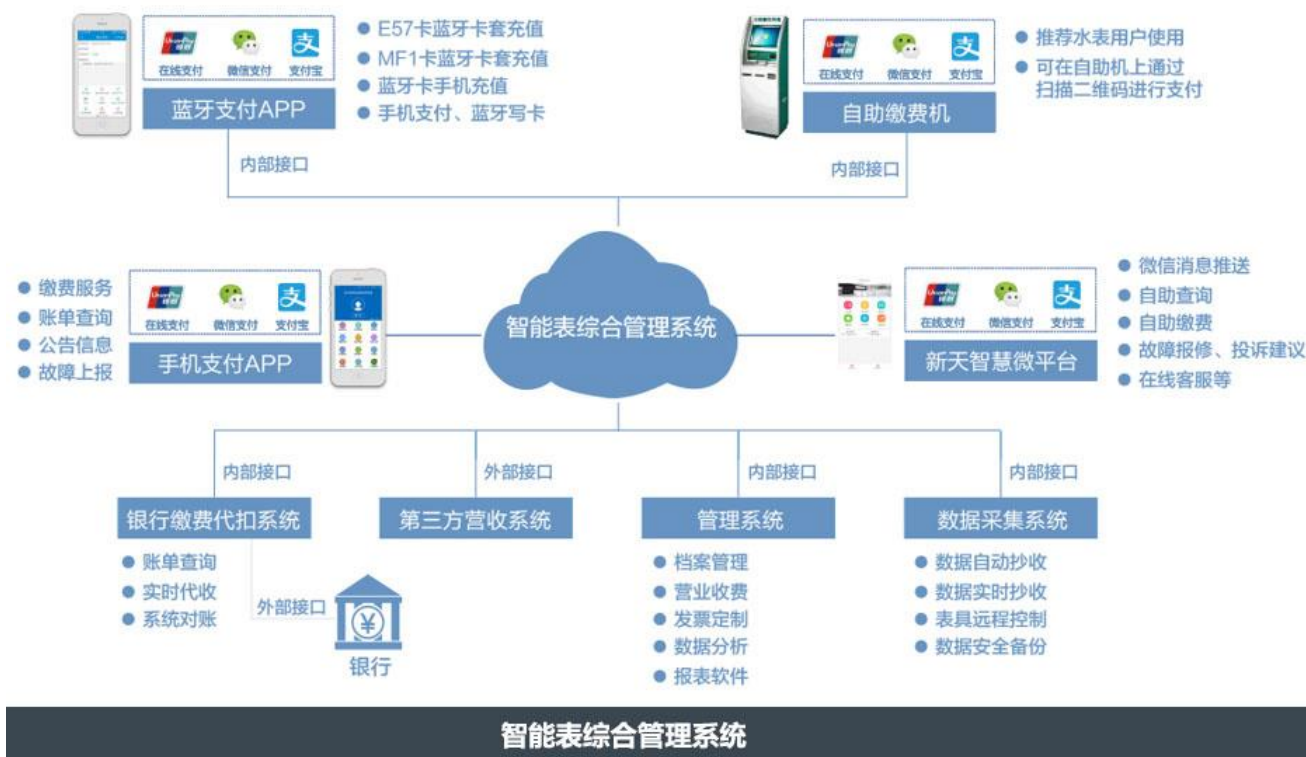 在线支付
微信支付
支付宝
蓝牙支付APP
E57卡蓝牙卡套充值
MF1卡蓝牙卡套充值
蓝牙卡手机充值
手机支付、蓝牙写卡
在线支付
微信支付
支付宝
自助缴费机
推荐水表用户使用
可在自助机上通过
扫描二维码进行支付
内部接口
内部接口
缴费服务
账单查询
公告信息
故障上报
在线支付
微信支付
支付宝
手机支付APP
智能表综合管理系统
在线支付
微信支付
支付宝
新天智慧微平台
微信消息推送
自助查询
自助缴费
故障报修、投诉建议
在线客服等
内部接口
外部接口
内部接口
内部接口
银行缴费代扣系统
账单查询
实时代收
系统对账
外部接口
银行
第三方营收系统
管理系统
档案管理
营业收费
发票定制
数据分析
报表软件
数据采集系统
数据自动抄收
数据实时抄收
表具远程控制
数据安全备份
智能表综合管理系统